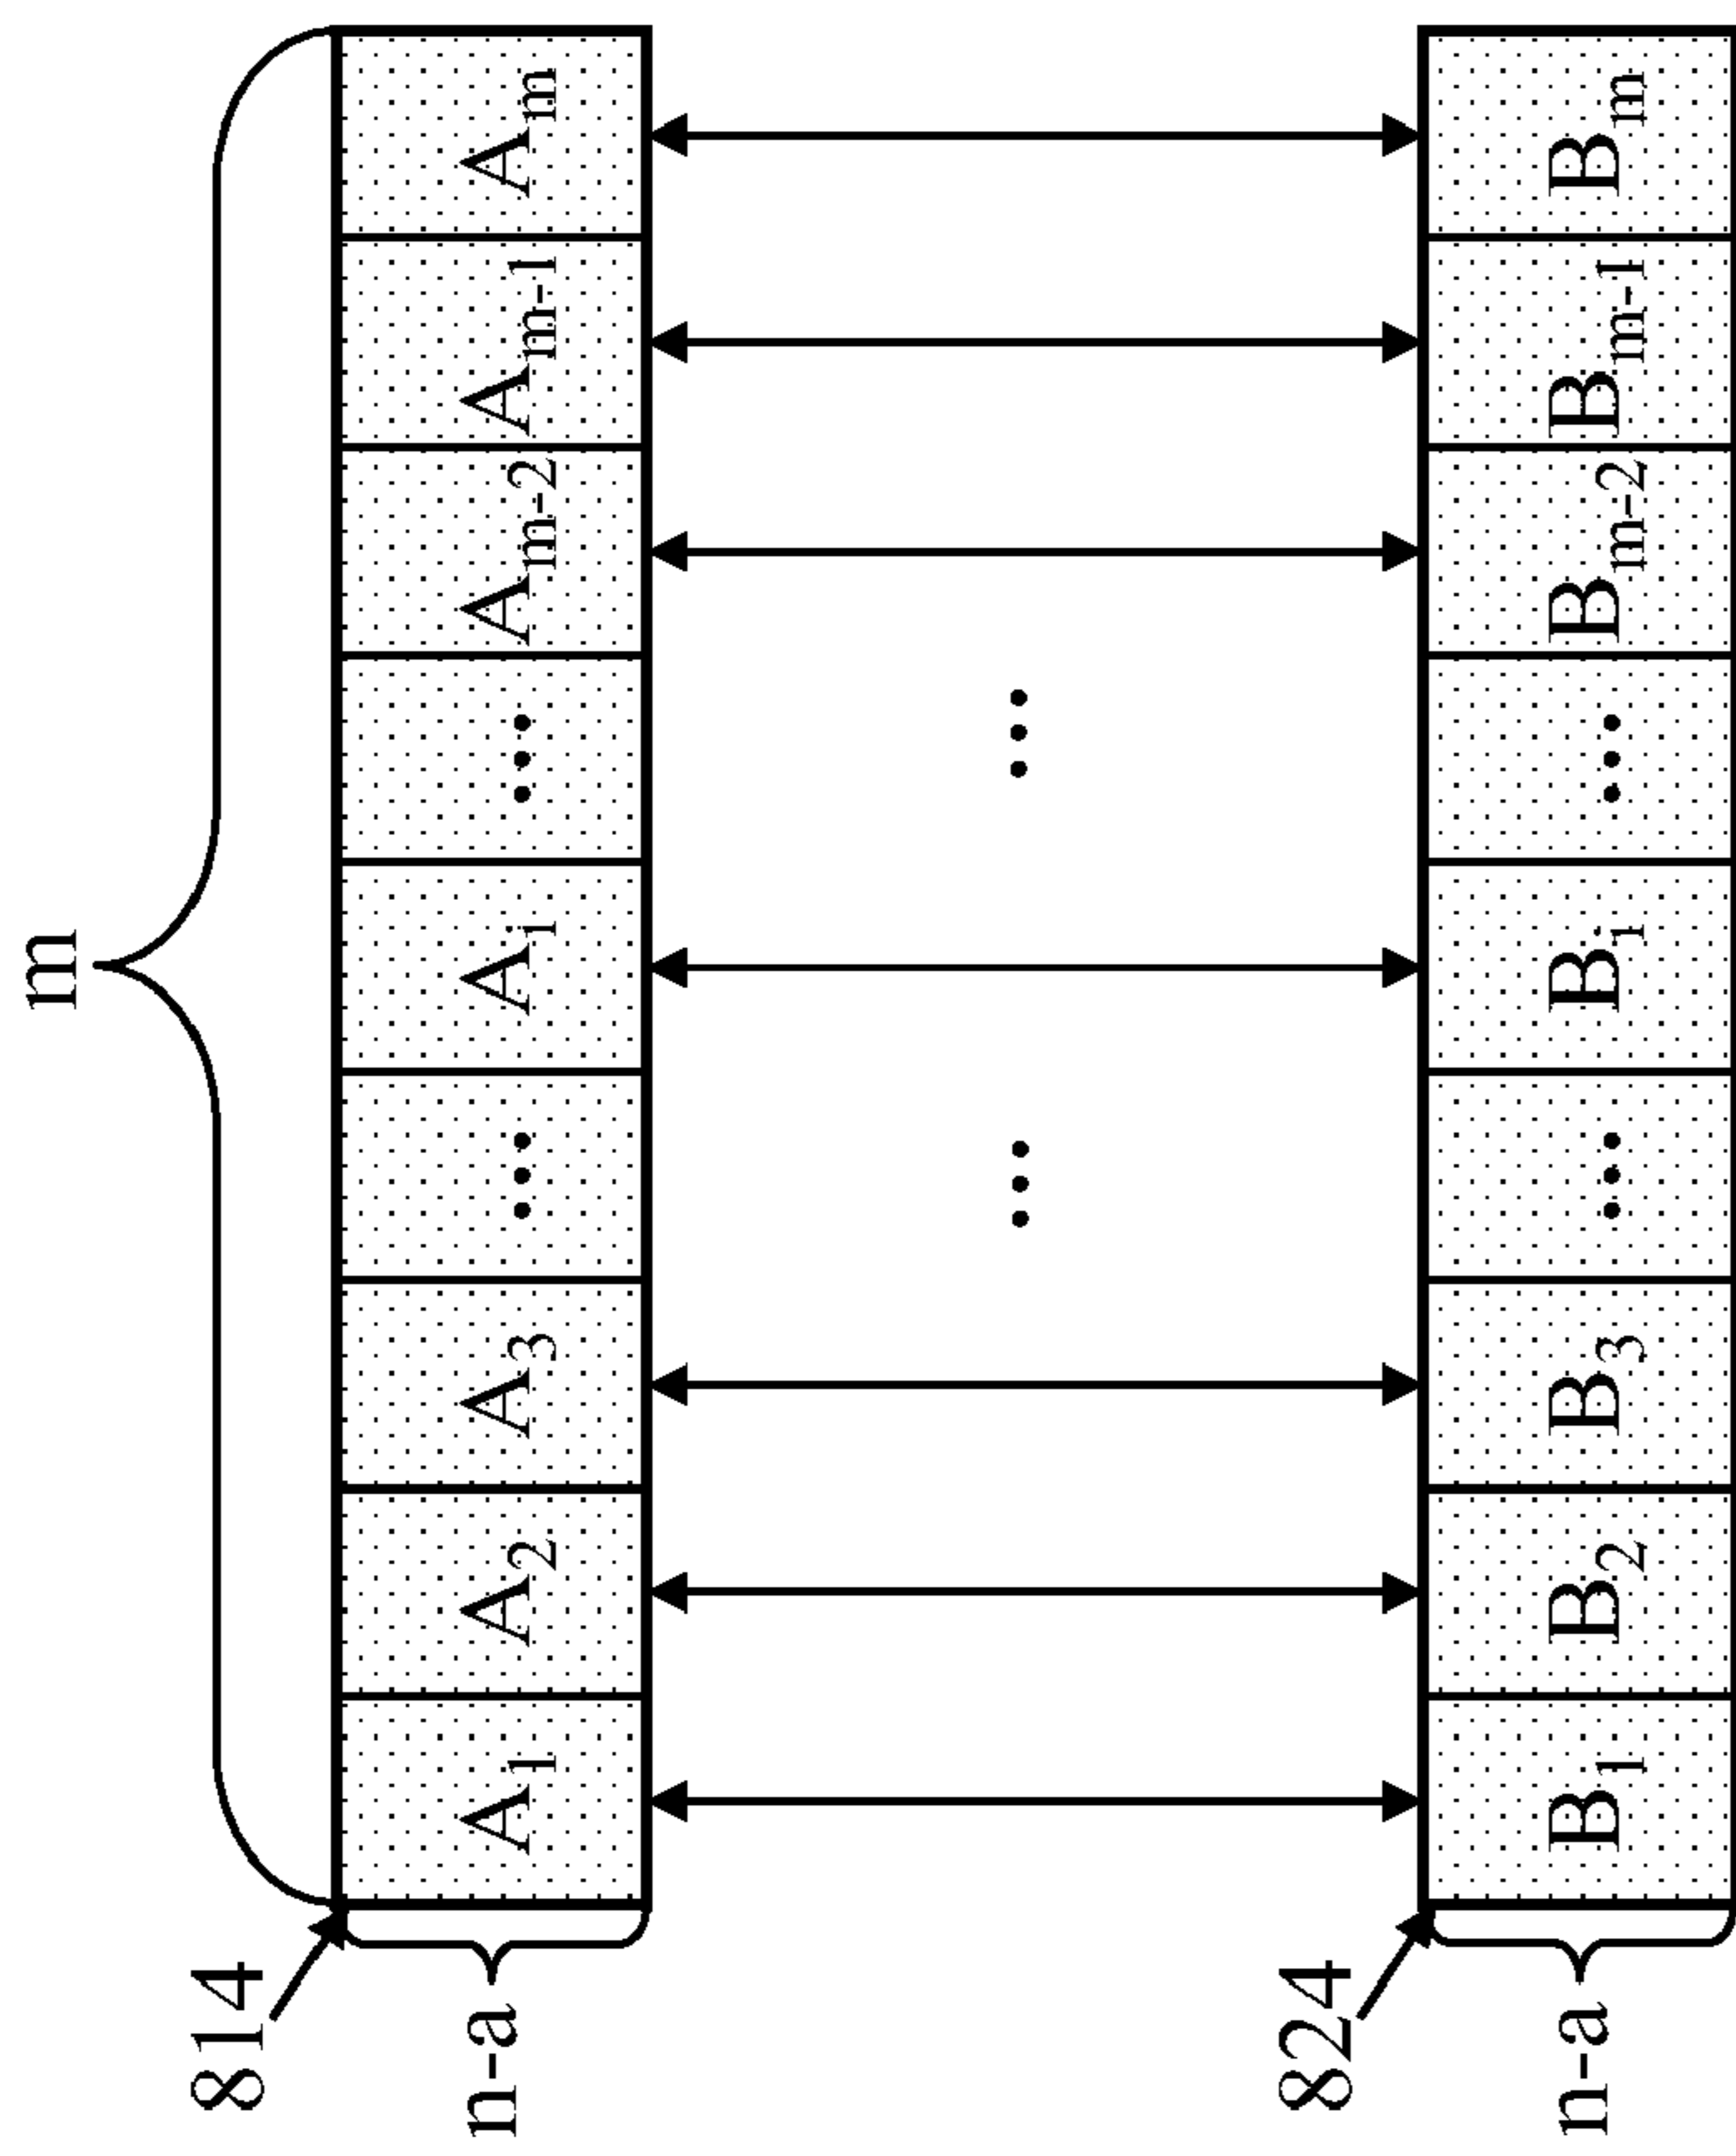 m
814
n-a
A1 A2 A3 ... Ai ... Am-2 Am-1 Am
... ...
824
n-a
B1 B2 B3 ... Bi ... Bm-2 Bm-1 Bm